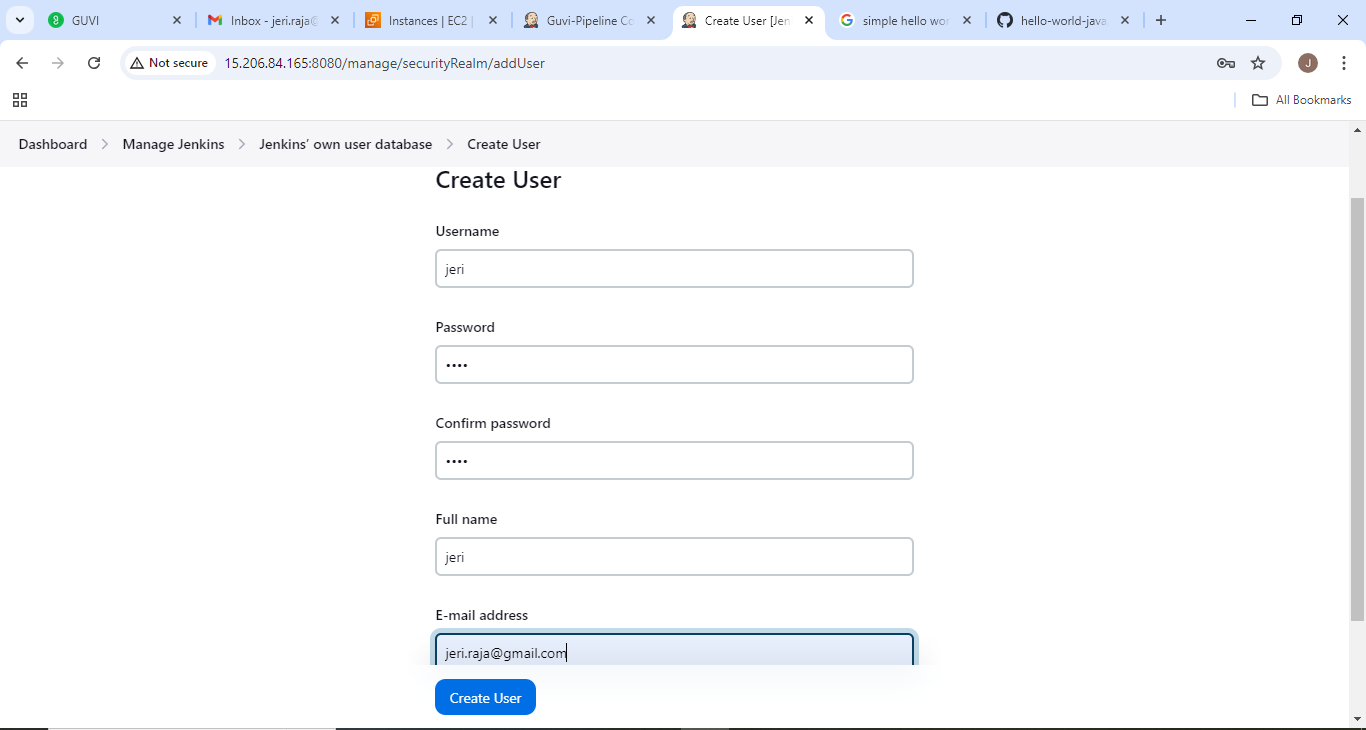 GUVI
Inbox - jeri.raja@
Instances | EC2 |
Guvi-Pipeline Co
Create User [Jen
simple hello wor
hello-world-java
Not secure
15.206.84.165:8080/manage/securityRealm/addUser
J
All Bookmarks
Dashboard > Manage Jenkins > Jenkins’ own user database > Create User
Create User
Username
jeri
Password
••••
Confirm password
••••
Full name
jeri
E-mail address
jeri.raja@gmail.com
Create User